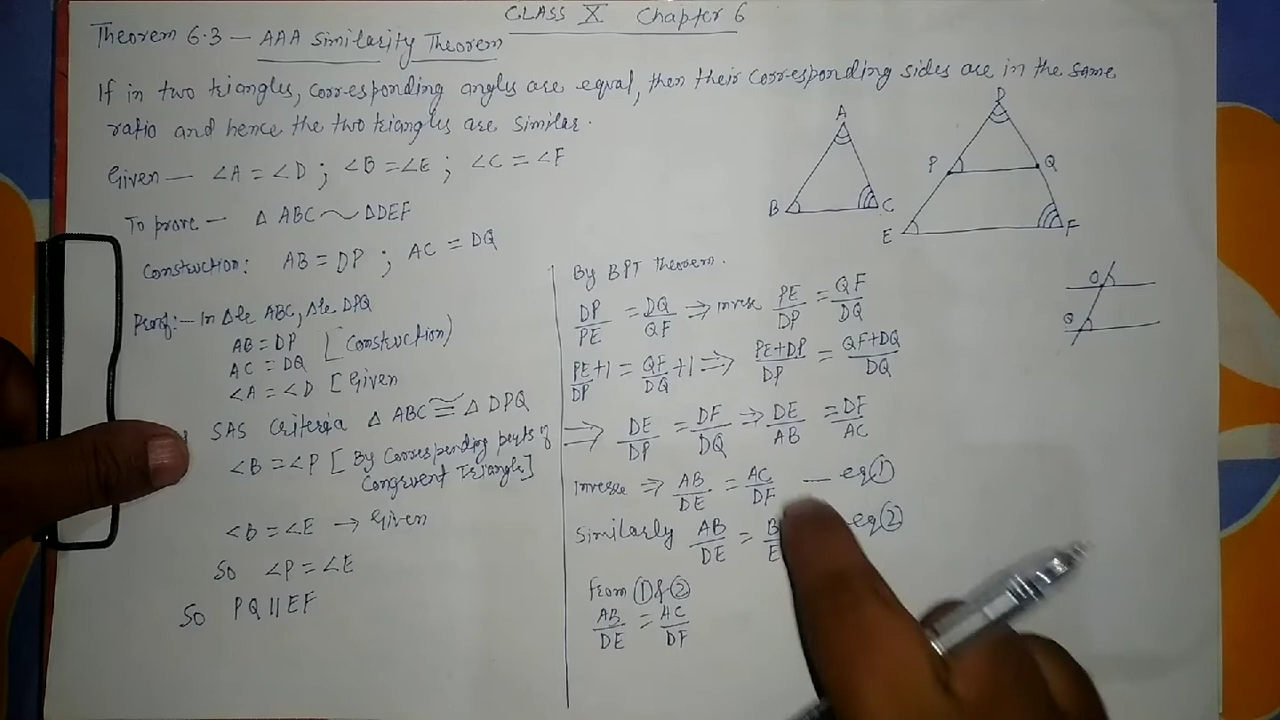 CLASS X Chapter 6
Theorem 6.3 — AAA Similarity Theorem
If in two triangles, corresponding angles are equal, then their corresponding sides are in the same
ratio and hence the two triangles are similar.
Given — ∠A = ∠D ; ∠B = ∠E ; ∠C = ∠F
To prove — Δ ABC ~ ΔDEF
Construction: AB = DP ; AC = DQ
Proof:- In Δle ABC, Δle DPQ
AB = DP [Construction)
AC = DQ
∠A = ∠D [Given
SAS Criteria Δ ABC ≅ Δ DPQ
∠B = ∠P [By Corresponding parts of
Congruent Triangle]
∠B = ∠E → Given
So ∠P = ∠E
So PQ || EF
By BPT theorem.
DP/PE = DQ/QF ⇒ inverse PE/DP = QF/DQ
PE/DP + 1 = QF/DQ + 1 ⇒ PE+DP/DP = QF+DQ/DQ
⇒ DE/DP = DF/DQ ⇒ DE/AB = DF/AC
Inverse ⇒ AB/DE = AC/DF — eq ①
Similarly AB/DE = B/E eq ②
From ① & ②
AB/DE = AC/DF
A
B
C
D
P
Q
E
F